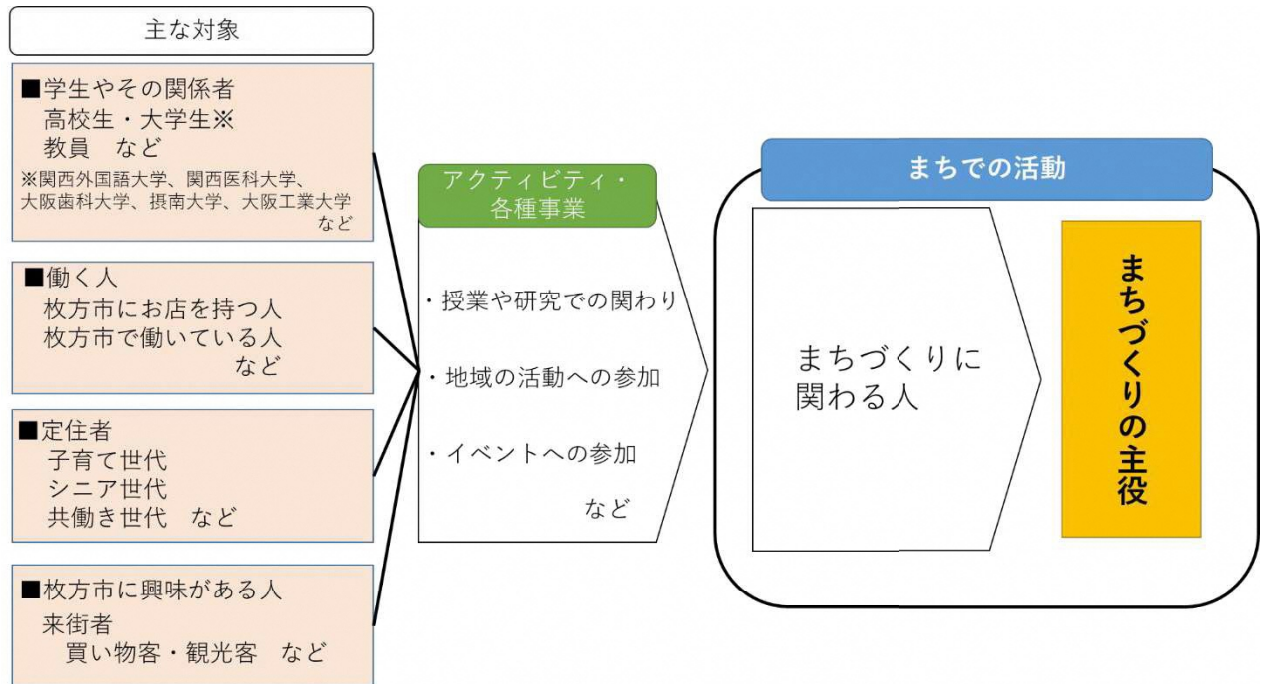 主な対象
■学生やその関係者
高校生・大学生※
教員　など
※関西外国語大学、関西医科大学、
大阪歯科大学、摂南大学、大阪工業大学
など
■働く人
枚方市にお店を持つ人
枚方市で働いている人
など
■定住者
子育て世代
シニア世代
共働き世代　など
■枚方市に興味がある人
来街者
買い物客・観光客　など
アクティビティ・
各種事業
・授業や研究での関わり
・地域の活動への参加
・イベントへの参加
など
まちでの活動
まちづくりに
関わる人
まちづくりの主役